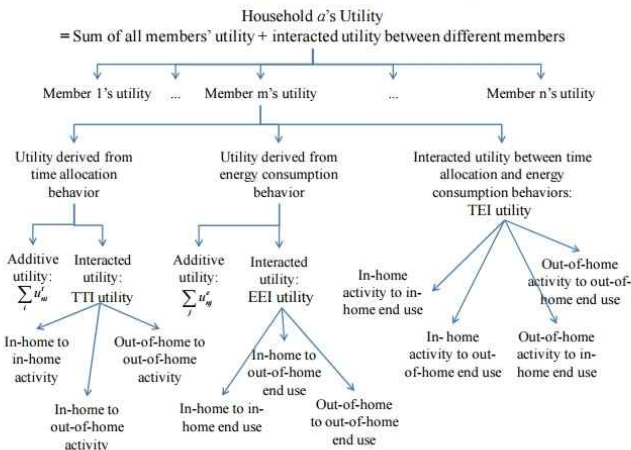 Household a's Utility
= Sum of all members' utility + interacted utility between different members
Member 1's utility
...
Member m's utility
...
Member n's utility
Utility derived from
time allocation
behavior
Utility derived from
energy consumption
behavior
Interacted utility between time
allocation and energy
consumption behaviors:
TEI utility
Additive
utility:
∑_i u^t_{ni}
Interacted
utility:
TTI utility
Additive
utility:
∑_j u^e_{nj}
Interacted
utility:
EEI utility
In-home to
in-home
activity
In-home to
out-of-home
activity
Out-of-home to
out-of-home
activity
In-home to in-
home end use
In-home to
out-of-home
end use
Out-of-home
to out-of-home
end use
In-home
activity to in-
home end use
In- home
activity to out-
of-home end use
Out-of-home
activity to in-
home end use
Out-of-home
activity to out-of-
home end use